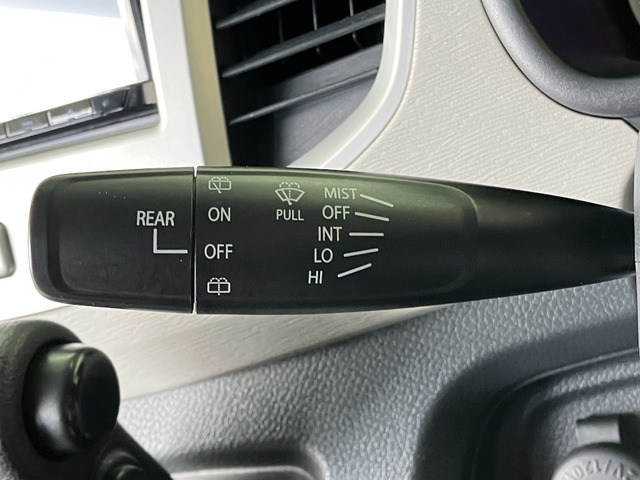 REAR
ON
OFF
PULL
MIST
OFF
INT
LO
HI